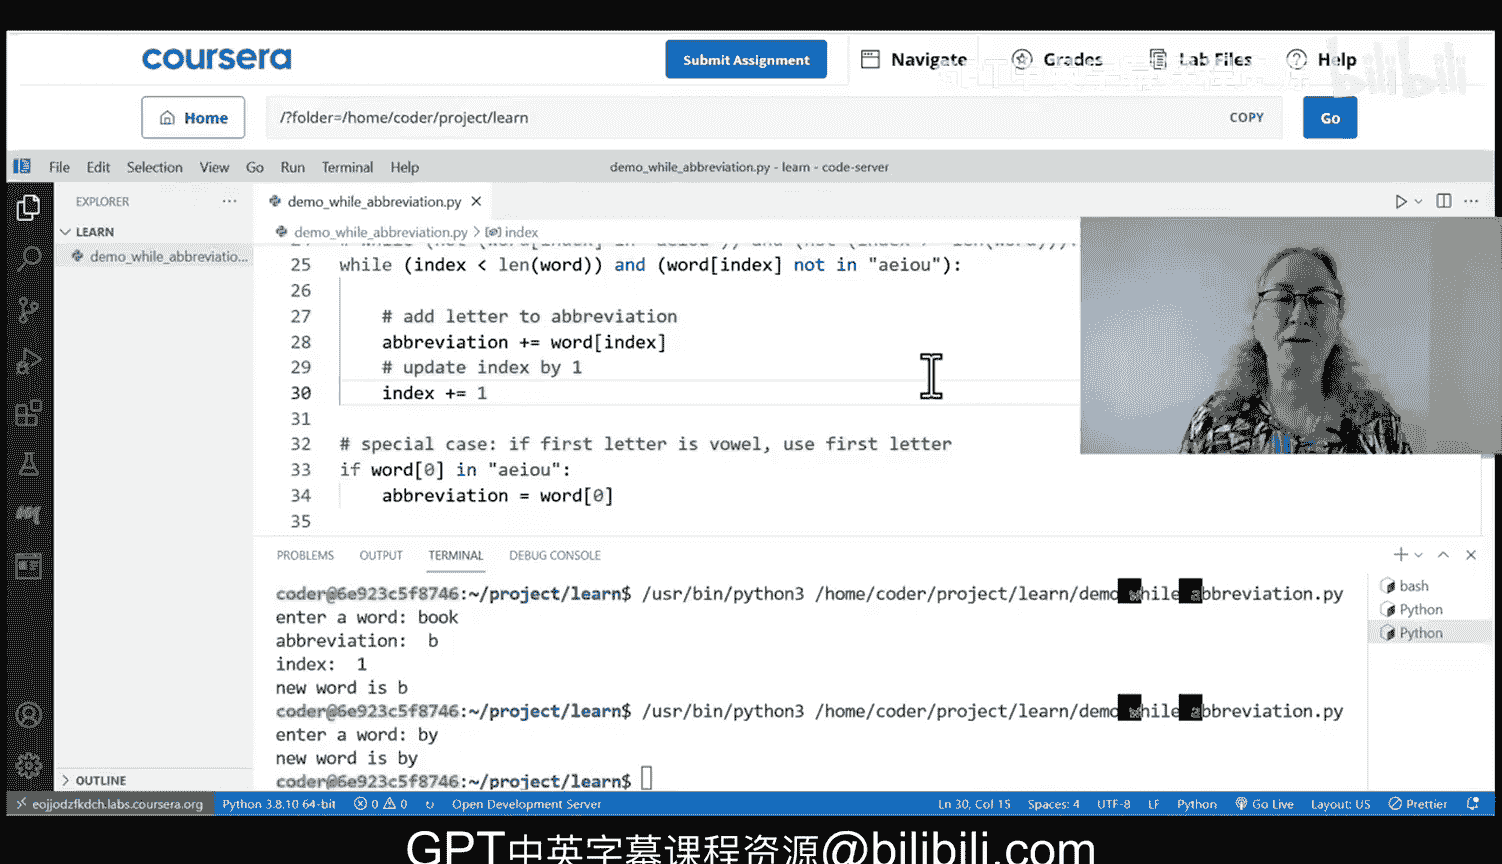 coursera
Submit Assignment
Navigate
Grades
Lab Files
Help
bilibili
Home
/?folder=/home/coder/project/learn
COPY
Go
File Edit Selection View Go Run Terminal Help
demo_while_abbreviation.py - learn - code-server
EXPLORER
demo_while_abbreviation.py
LEARN
demo_while_abbreviation.py > index
demo_while_abbreviatio...
25 while (index < len(word)) and (word[index] not in "aeiou"):
26
27 # add letter to abbreviation
28 abbreviation += word[index]
29 # update index by 1
30 index += 1
31
32 # special case: if first letter is vowel, use first letter
33 if word[0] in "aeiou":
34 abbreviation = word[0]
35
PROBLEMS OUTPUT TERMINAL DEBUG CONSOLE
bash
Python
Python
coder@6e923c5f8746:~/project/learn$ /usr/bin/python3 /home/coder/project/learn/demo_while_abbreviation.py
enter a word: book
abbreviation:  b
index:  1
new word is b
coder@6e923c5f8746:~/project/learn$ /usr/bin/python3 /home/coder/project/learn/demo_while_abbreviation.py
enter a word: by
new word is by
coder@6e923c5f8746:~/project/learn$
OUTLINE
eojjodzfkdch.labs.coursera.org Python 3.8.10 64-bit 0 0 Open Development Server Ln 30, Col 15 Spaces: 4 UTF-8 LF Python Go Live Layout: US Prettier
GPT中英字幕课程资源@bilibili.com